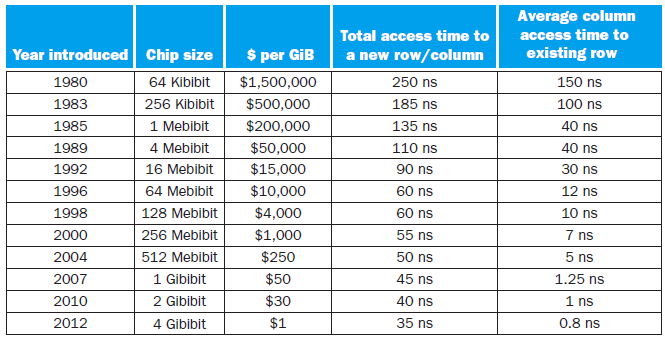 Year introduced Chip size $ per GiB Total access time to a new row/column Average column access time to existing row
1980 64 Kibibit $1,500,000 250 ns 150 ns
1983 256 Kibibit $500,000 185 ns 100 ns
1985 1 Mebibit $200,000 135 ns 40 ns
1989 4 Mebibit $50,000 110 ns 40 ns
1992 16 Mebibit $15,000 90 ns 30 ns
1996 64 Mebibit $10,000 60 ns 12 ns
1998 128 Mebibit $4,000 60 ns 10 ns
2000 256 Mebibit $1,000 55 ns 7 ns
2004 512 Mebibit $250 50 ns 5 ns
2007 1 Gibibit $50 45 ns 1.25 ns
2010 2 Gibibit $30 40 ns 1 ns
2012 4 Gibibit $1 35 ns 0.8 ns